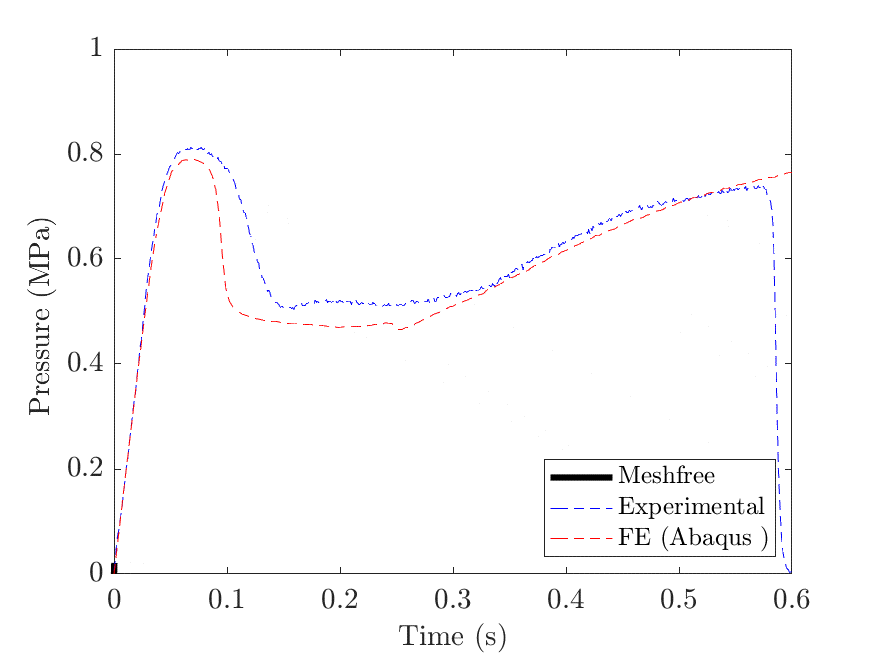 1
0.8
0.6
0.4
0.2
0
Pressure (MPa)
Meshfree
Experimental
FE (Abaqus )
0 0.1 0.2 0.3 0.4 0.5 0.6
Time (s)